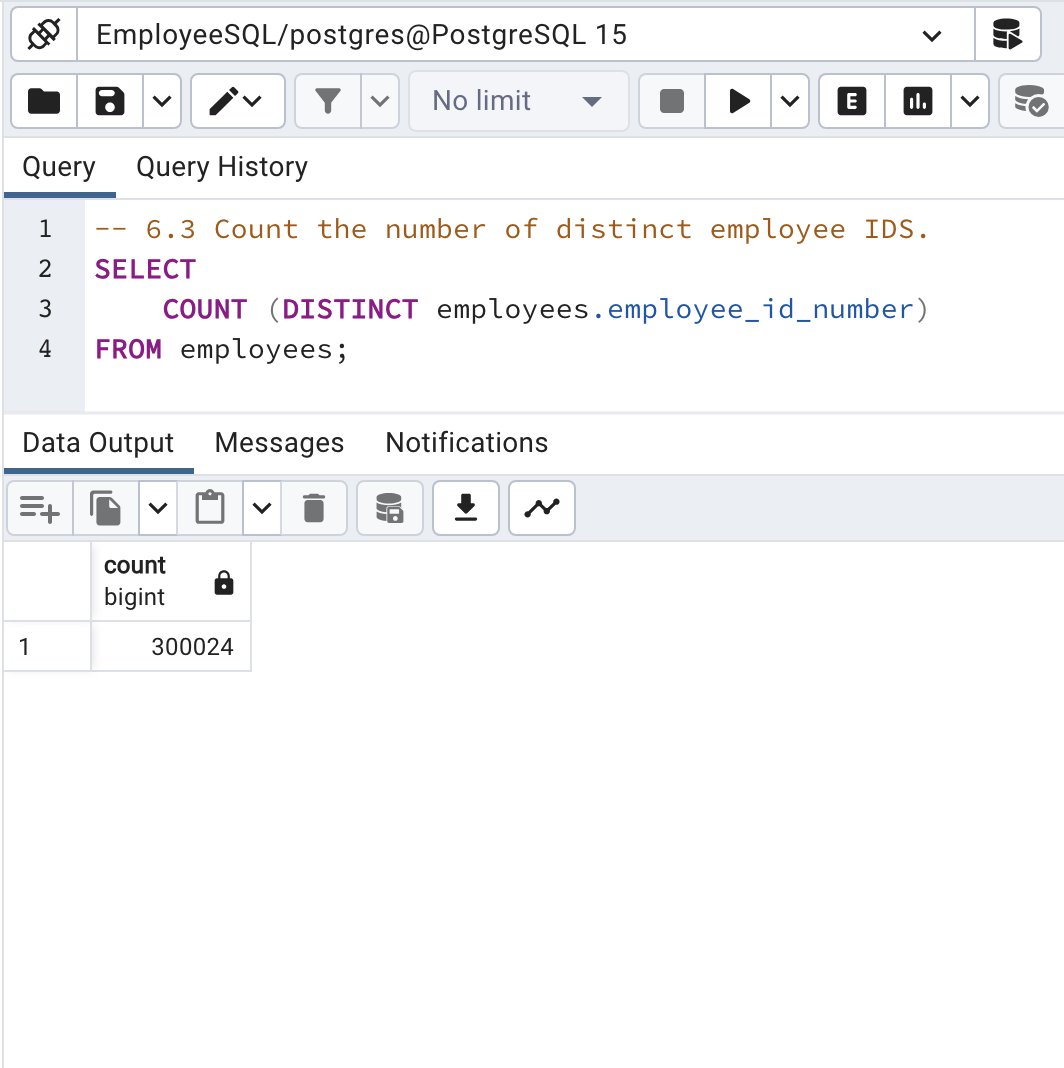 EmployeeSQL/postgres@PostgreSQL 15
No limit
E
Query Query History
1 -- 6.3 Count the number of distinct employee IDS.
2 SELECT
3 COUNT (DISTINCT employees.employee_id_number)
4 FROM employees;
Data Output Messages Notifications
count
bigint
1 300024